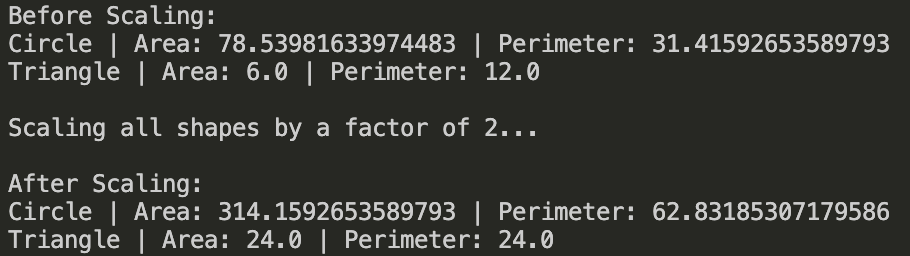 Before Scaling:
Circle | Area: 78.53981633974483 | Perimeter: 31.41592653589793
Triangle | Area: 6.0 | Perimeter: 12.0
Scaling all shapes by a factor of 2...
After Scaling:
Circle | Area: 314.1592653589793 | Perimeter: 62.83185307179586
Triangle | Area: 24.0 | Perimeter: 24.0